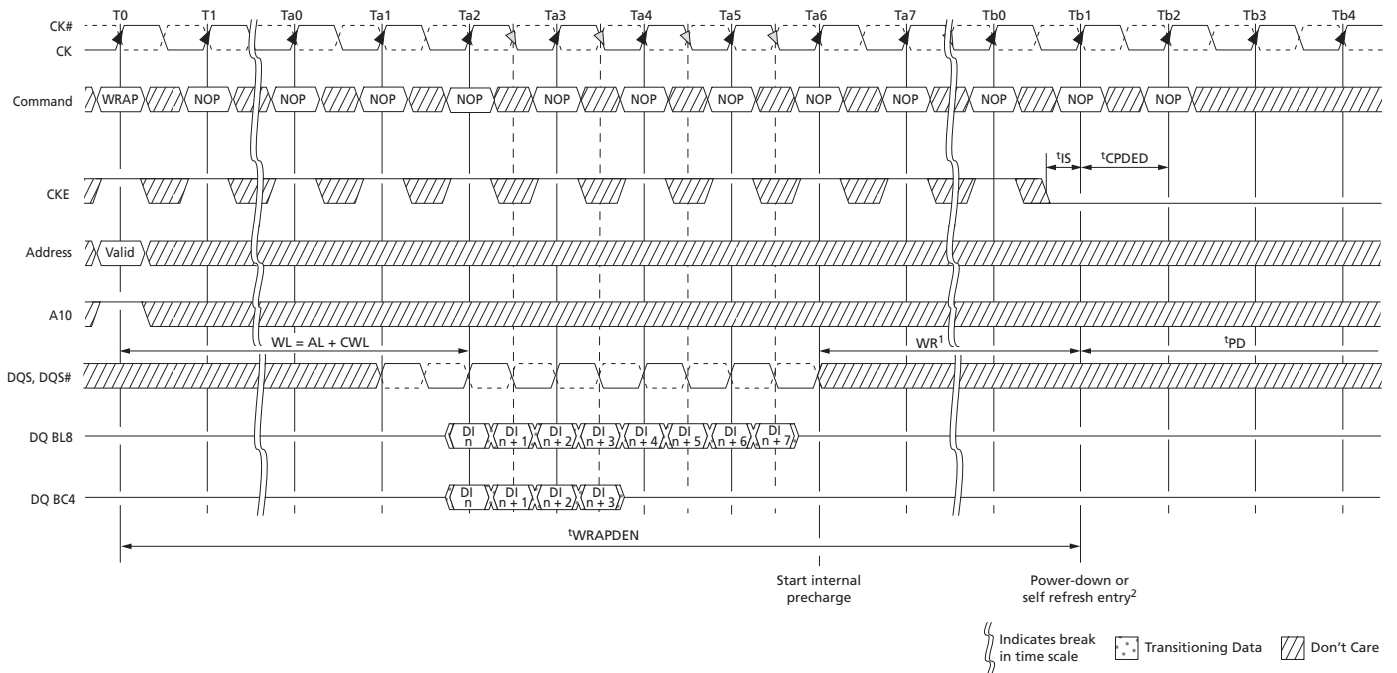 T0 T1 Ta0 Ta1 Ta2 Ta3 Ta4 Ta5 Ta6 Ta7 Tb0 Tb1 Tb2 Tb3 Tb4
CK#
CK
Command WRAP NOP NOP NOP NOP NOP NOP NOP NOP NOP NOP NOP NOP
tIS tCPDED
CKE
Address Valid
A10
WL = AL + CWL WR1 tPD
DQS, DQS#
DQ BL8 DI n DI n + 1 DI n + 2 DI n + 3 DI n + 4 DI n + 5 DI n + 6 DI n + 7
DQ BC4 DI n DI n + 1 DI n + 2 DI n + 3
tWRAPDEN
Start internal
precharge
Power-down or
self refresh entry2
Indicates break
in time scale
Transitioning Data
Don't Care